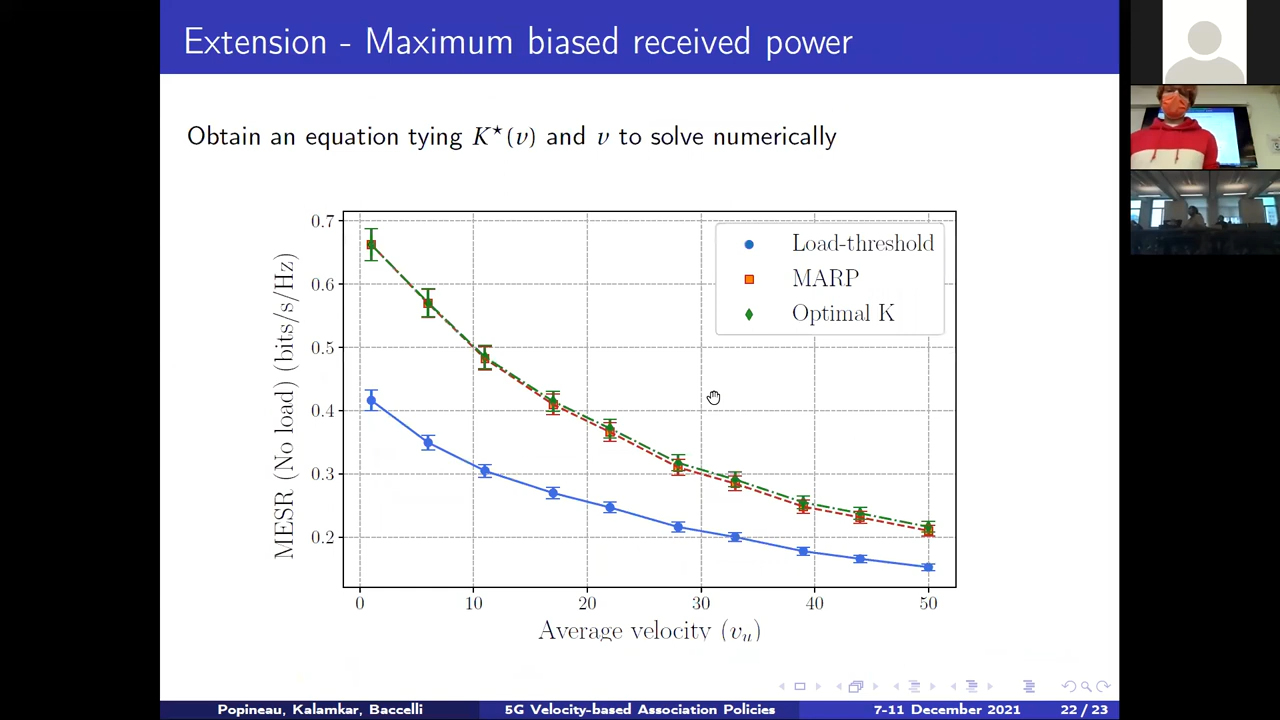 Extension - Maximum biased received power
Obtain an equation tying K⋆(v) and v to solve numerically
MESR (No load) (bits/s/Hz)
0.7
0.6
0.5
0.4
0.3
0.2
Load-threshold
MARP
Optimal K
0 10 20 30 40 50
Average velocity (v_u)
Popineau, Kalamkar, Baccelli 5G Velocity-based Association Policies 7-11 December 2021 22 / 23